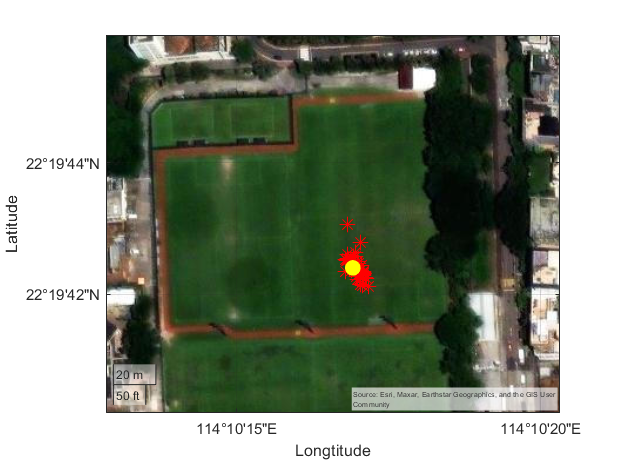 Latitude
22°19'44"N
22°19'42"N
20 m
50 ft
Source: Esri, Maxar, Earthstar Geographics, and the GIS User
Community
114°10'15"E
114°10'20"E
Longtitude